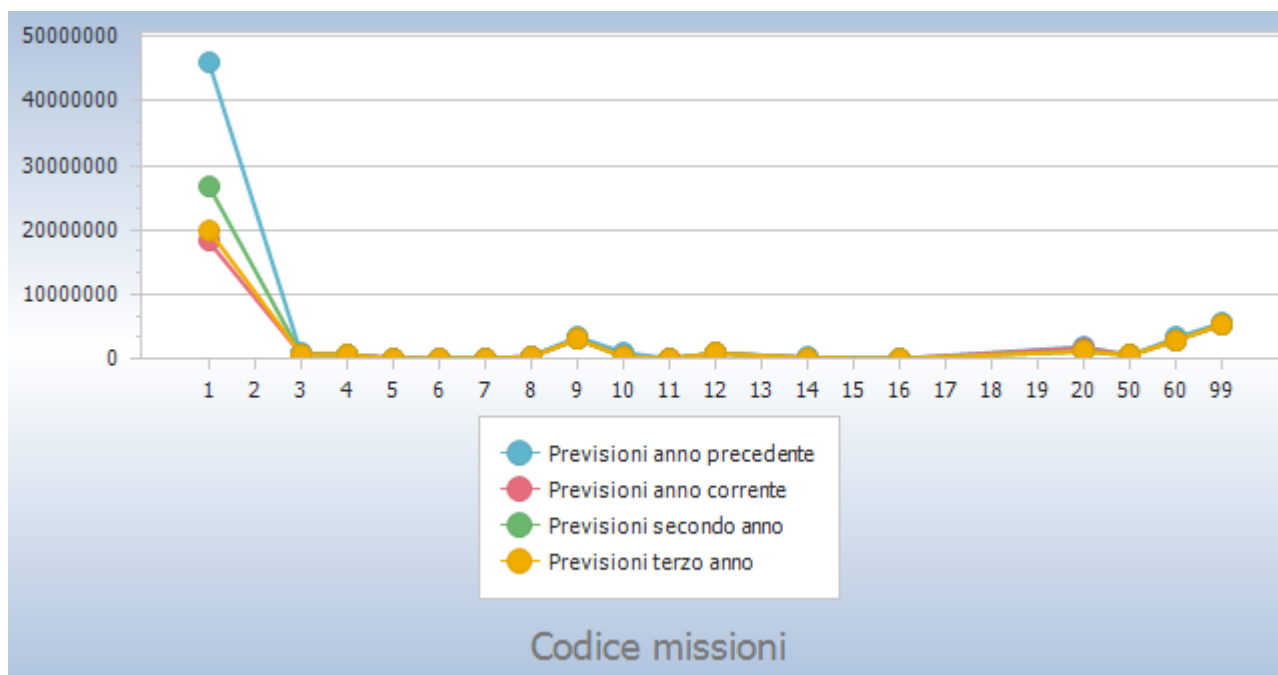 50000000
40000000
30000000
20000000
10000000
0
1 2 3 4 5 6 7 8 9 10 11 12 13 14 15 16 17 18 19 20 50 60 99
Previsioni anno precedente
Previsioni anno corrente
Previsioni secondo anno
Previsioni terzo anno
Codice missioni